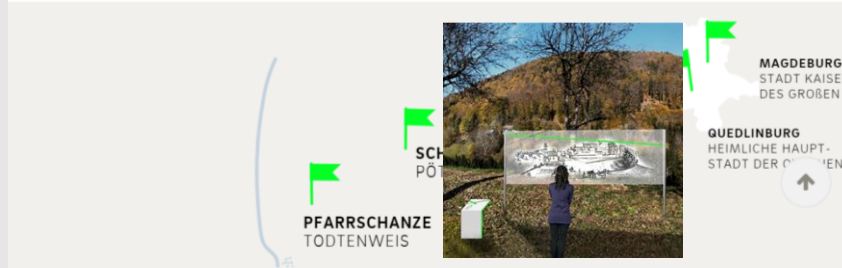 MAGDEBURG
STADT KAISE
DES GROßEN
SCH
PÖT
QUEDLINBURG
HEIMLICHE HAUPT-
STADT DER
PFARRSCHANZE
TODTENWEIS